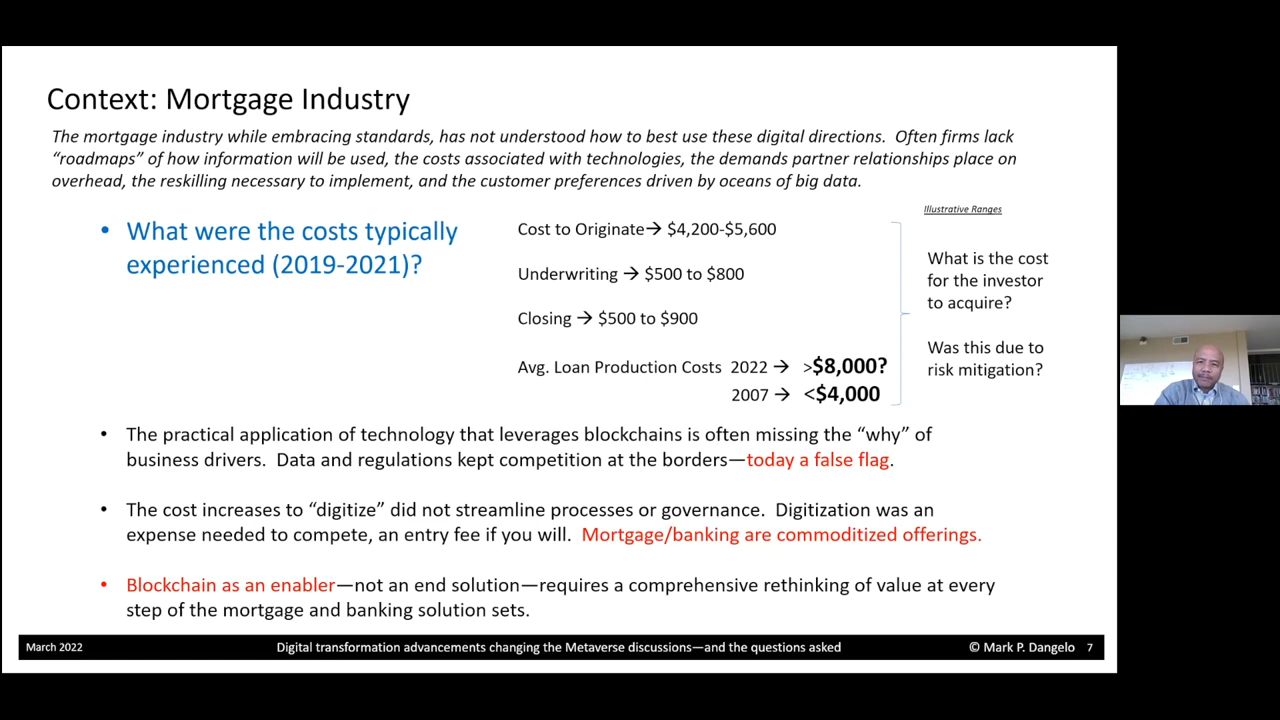 Context: Mortgage Industry
The mortgage industry while embracing standards, has not understood how to best use these digital directions. Often firms lack
“roadmaps” of how information will be used, the costs associated with technologies, the demands partner relationships place on
overhead, the reskilling necessary to implement, and the customer preferences driven by oceans of big data.
• What were the costs typically
experienced (2019-2021)?
Cost to Originate→ $4,200-$5,600
Underwriting → $500 to $800
Closing → $500 to $900
Avg. Loan Production Costs 2022 → >$8,000?
2007 → <$4,000
Illustrative Ranges
What is the cost
for the investor
to acquire?
Was this due to
risk mitigation?
• The practical application of technology that leverages blockchains is often missing the “why” of
business drivers. Data and regulations kept competition at the borders—today a false flag.
• The cost increases to “digitize” did not streamline processes or governance. Digitization was an
expense needed to compete, an entry fee if you will. Mortgage/banking are commoditized offerings.
• Blockchain as an enabler—not an end solution—requires a comprehensive rethinking of value at every
step of the mortgage and banking solution sets.
March 2022 Digital transformation advancements changing the Metaverse discussions—and the questions asked © Mark P. Dangelo 7